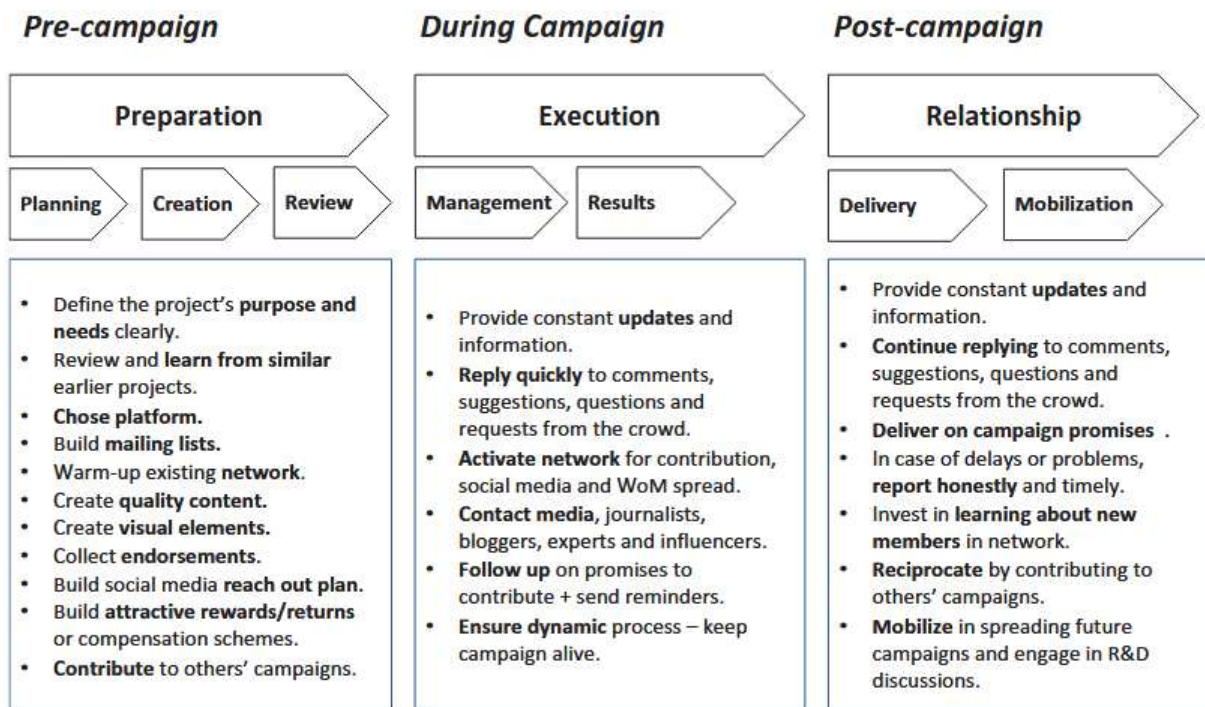 Pre-campaign
During Campaign
Post-campaign
Preparation
Execution
Relationship
Planning
Creation
Review
Management
Results
Delivery
Mobilization
• Define the project's purpose and
needs clearly.
• Review and learn from similar
earlier projects.
• Chose platform.
• Build mailing lists.
• Warm-up existing network.
• Create quality content.
• Create visual elements.
• Collect endorsements.
• Build social media reach out plan.
• Build attractive rewards/returns
or compensation schemes.
• Contribute to others' campaigns.
• Provide constant updates and
information.
• Reply quickly to comments,
suggestions, questions and
requests from the crowd.
• Activate network for contribution,
social media and WoM spread.
• Contact media, journalists,
bloggers, experts and influencers.
• Follow up on promises to
contribute + send reminders.
• Ensure dynamic process – keep
campaign alive.
• Provide constant updates and
information.
• Continue replying to comments,
suggestions, questions and
requests from the crowd.
• Deliver on campaign promises .
• In case of delays or problems,
report honestly and timely.
• Invest in learning about new
members in network.
• Reciprocate by contributing to
others' campaigns.
• Mobilize in spreading future
campaigns and engage in R&D
discussions.